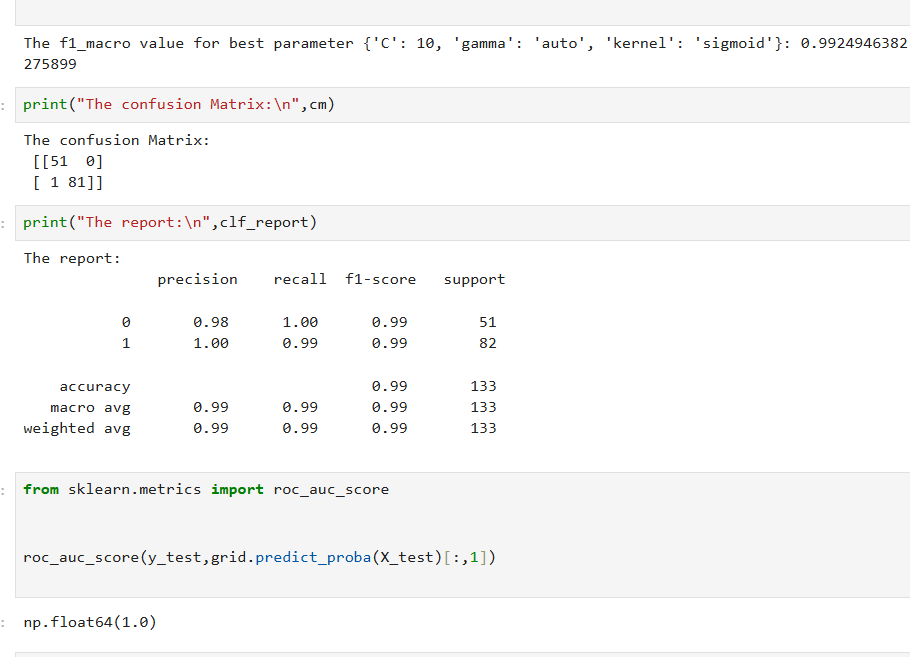 The f1_macro value for best parameter {'C': 10, 'gamma': 'auto', 'kernel': 'sigmoid'}: 0.9924946382
275899
: print("The confusion Matrix:\n",cm)
The confusion Matrix:
 [[51  0]
 [ 1 81]]
: print("The report:\n",clf_report)
The report:
               precision    recall  f1-score   support
           0       0.98      1.00      0.99        51
           1       1.00      0.99      0.99        82
    accuracy                           0.99       133
   macro avg       0.99      0.99      0.99       133
weighted avg       0.99      0.99      0.99       133
: from sklearn.metrics import roc_auc_score
roc_auc_score(y_test,grid.predict_proba(X_test)[:,1])
: np.float64(1.0)